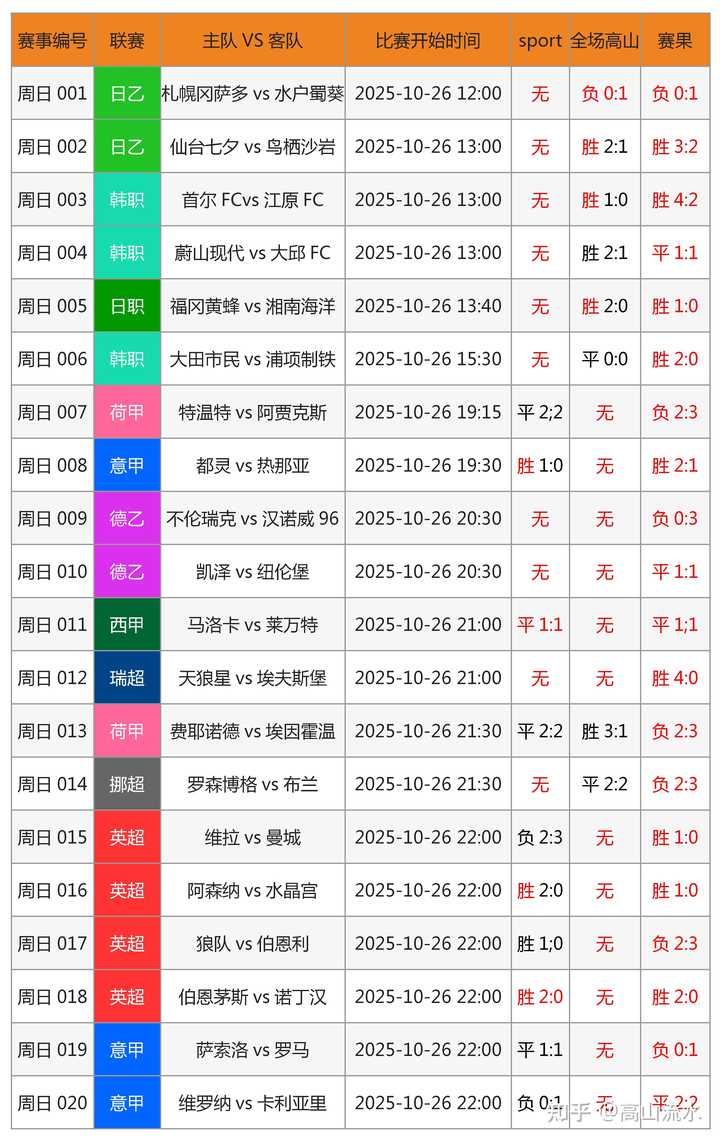 赛事编号 联赛 主队 VS 客队 比赛开始时间 sport 全场高山 赛果
周日 001 日乙 札幌冈萨多 vs 水户蜀葵 2025-10-26 12:00 无 负 0:1 负 0:1
周日 002 日乙 仙台七夕 vs 鸟栖沙岩 2025-10-26 13:00 无 胜 2:1 胜 3:2
周日 003 韩职 首尔 FCvs 江原 FC 2025-10-26 13:00 无 胜 1:0 胜 4:2
周日 004 韩职 蔚山现代 vs 大邱 FC 2025-10-26 13:00 无 胜 2:1 平 1:1
周日 005 日职 福冈黄蜂 vs 湘南海洋 2025-10-26 13:40 无 胜 2:0 胜 1:0
周日 006 韩职 大田市民 vs 浦项制铁 2025-10-26 15:30 无 平 0:0 胜 2:0
周日 007 荷甲 特温特 vs 阿贾克斯 2025-10-26 19:15 平 2;2 无 负 2:3
周日 008 意甲 都灵 vs 热那亚 2025-10-26 19:30 胜 1:0 无 胜 2:1
周日 009 德乙 不伦瑞克 vs 汉诺威 96 2025-10-26 20:30 无 无 负 0:3
周日 010 德乙 凯泽 vs 纽伦堡 2025-10-26 20:30 无 无 平 1:1
周日 011 西甲 马洛卡 vs 莱万特 2025-10-26 21:00 平 1:1 无 平 1;1
周日 012 瑞超 天狼星 vs 埃夫斯堡 2025-10-26 21:00 无 无 胜 4:0
周日 013 荷甲 费耶诺德 vs 埃因霍温 2025-10-26 21:30 平 2:2 胜 3:1 负 2:3
周日 014 挪超 罗森博格 vs 布兰 2025-10-26 21:30 无 平 2:2 负 2:3
周日 015 英超 维拉 vs 曼城 2025-10-26 22:00 负 2:3 无 胜 1:0
周日 016 英超 阿森纳 vs 水晶宫 2025-10-26 22:00 胜 2:0 无 胜 1:0
周日 017 英超 狼队 vs 伯恩利 2025-10-26 22:00 胜 1;0 无 负 2:3
周日 018 英超 伯恩茅斯 vs 诺丁汉 2025-10-26 22:00 胜 2:0 无 胜 2:0
周日 019 意甲 萨索洛 vs 罗马 2025-10-26 22:00 平 1:1 无 负 0:1
周日 020 意甲 维罗纳 vs 卡利亚里 2025-10-26 22:00 负 0:1 无 平 2:2
知乎 @高山流水